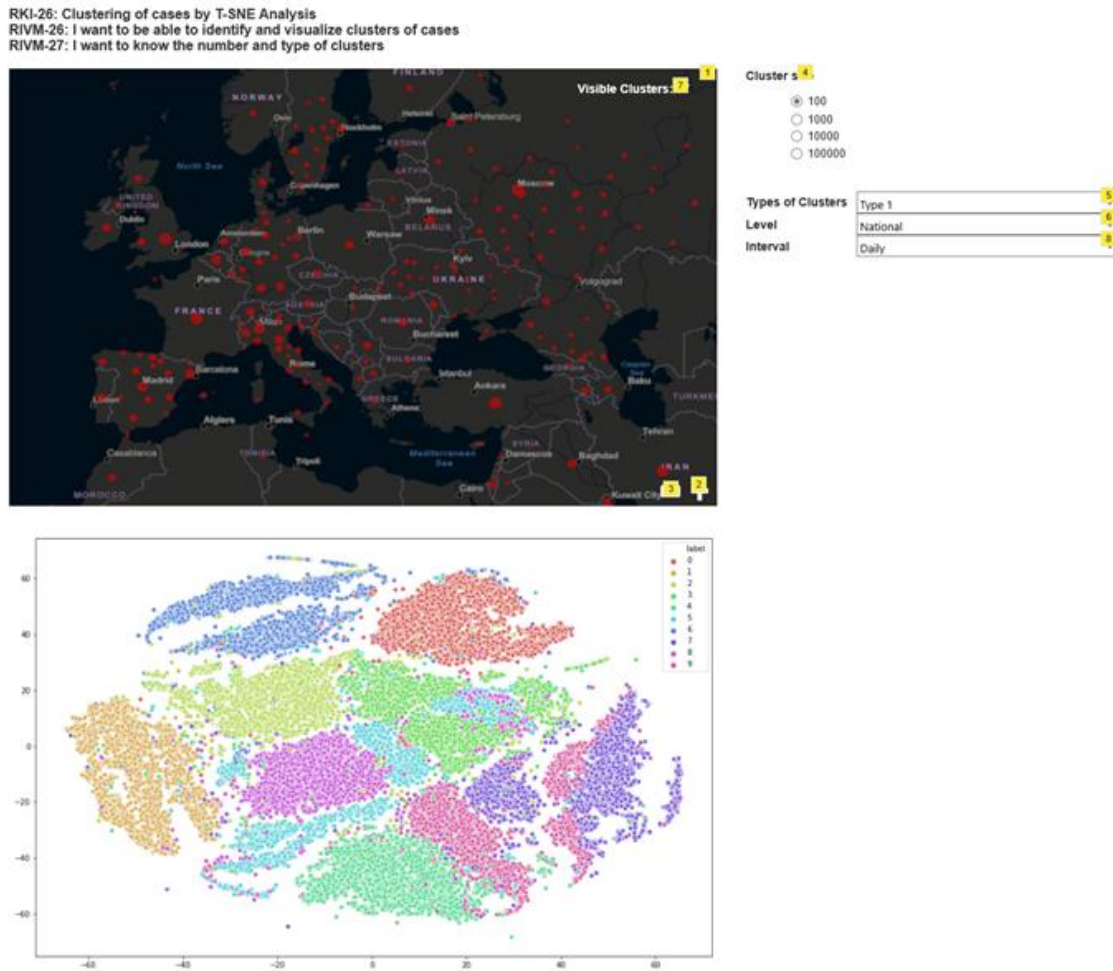 RKI-26: Clustering of cases by T-SNE Analysis
RIVM-26: I want to be able to identify and visualize clusters of cases
RIVM-27: I want to know the number and type of clusters
1
Visible Clusters: 7
FINLAND
NORWAY
Oslo
Helsinki
Saint Petersburg
Stockholm
ESTONIA
North Sea
LATVIA
Copenhagen
Moscow
UNITED
KINGDOM
Vilnius
Dublin
Minsk
BELARUS
Amsterdam
Berlin
London
Warsaw
Cologne
Kyiv
Paris
CZECHIA
UKRAINE
Volgograd
AUSTRIA
Budapest
FRANCE
Milan
ROMANIA
Bucharest
BULGARIA
Rome
Barcelona
Madrid
Istanbul
GEORGIA
Caspian
Sea
Baku
Ankara
Lisbon
GREECE
Athens
TURKMEN
Algiers
Tunis
Tehran
SYRIA
Casablanca
TUNISIA
Tripoli
Mediterranean
Sea
Damascus
Baghdad
IRAN
Cairo
Kuwait City
MOROCCO
3
2
Cluster s 4
100
1000
10000
100000
Types of Clusters Type 1 5
Level National 6
Interval Daily 8
label
0
1
2
3
4
5
6
7
8
9
60
40
20
0
−20
−40
−60
−60 −40 −20 0 20 40 60